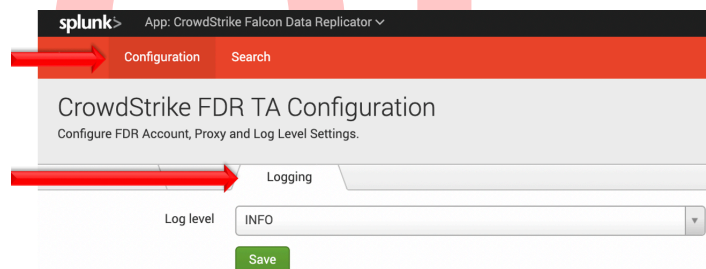 splunk> App: CrowdStrike Falcon Data Replicator
Configuration Search
CrowdStrike FDR TA Configuration
Configure FDR Account, Proxy and Log Level Settings.
Logging
Log level INFO
Save